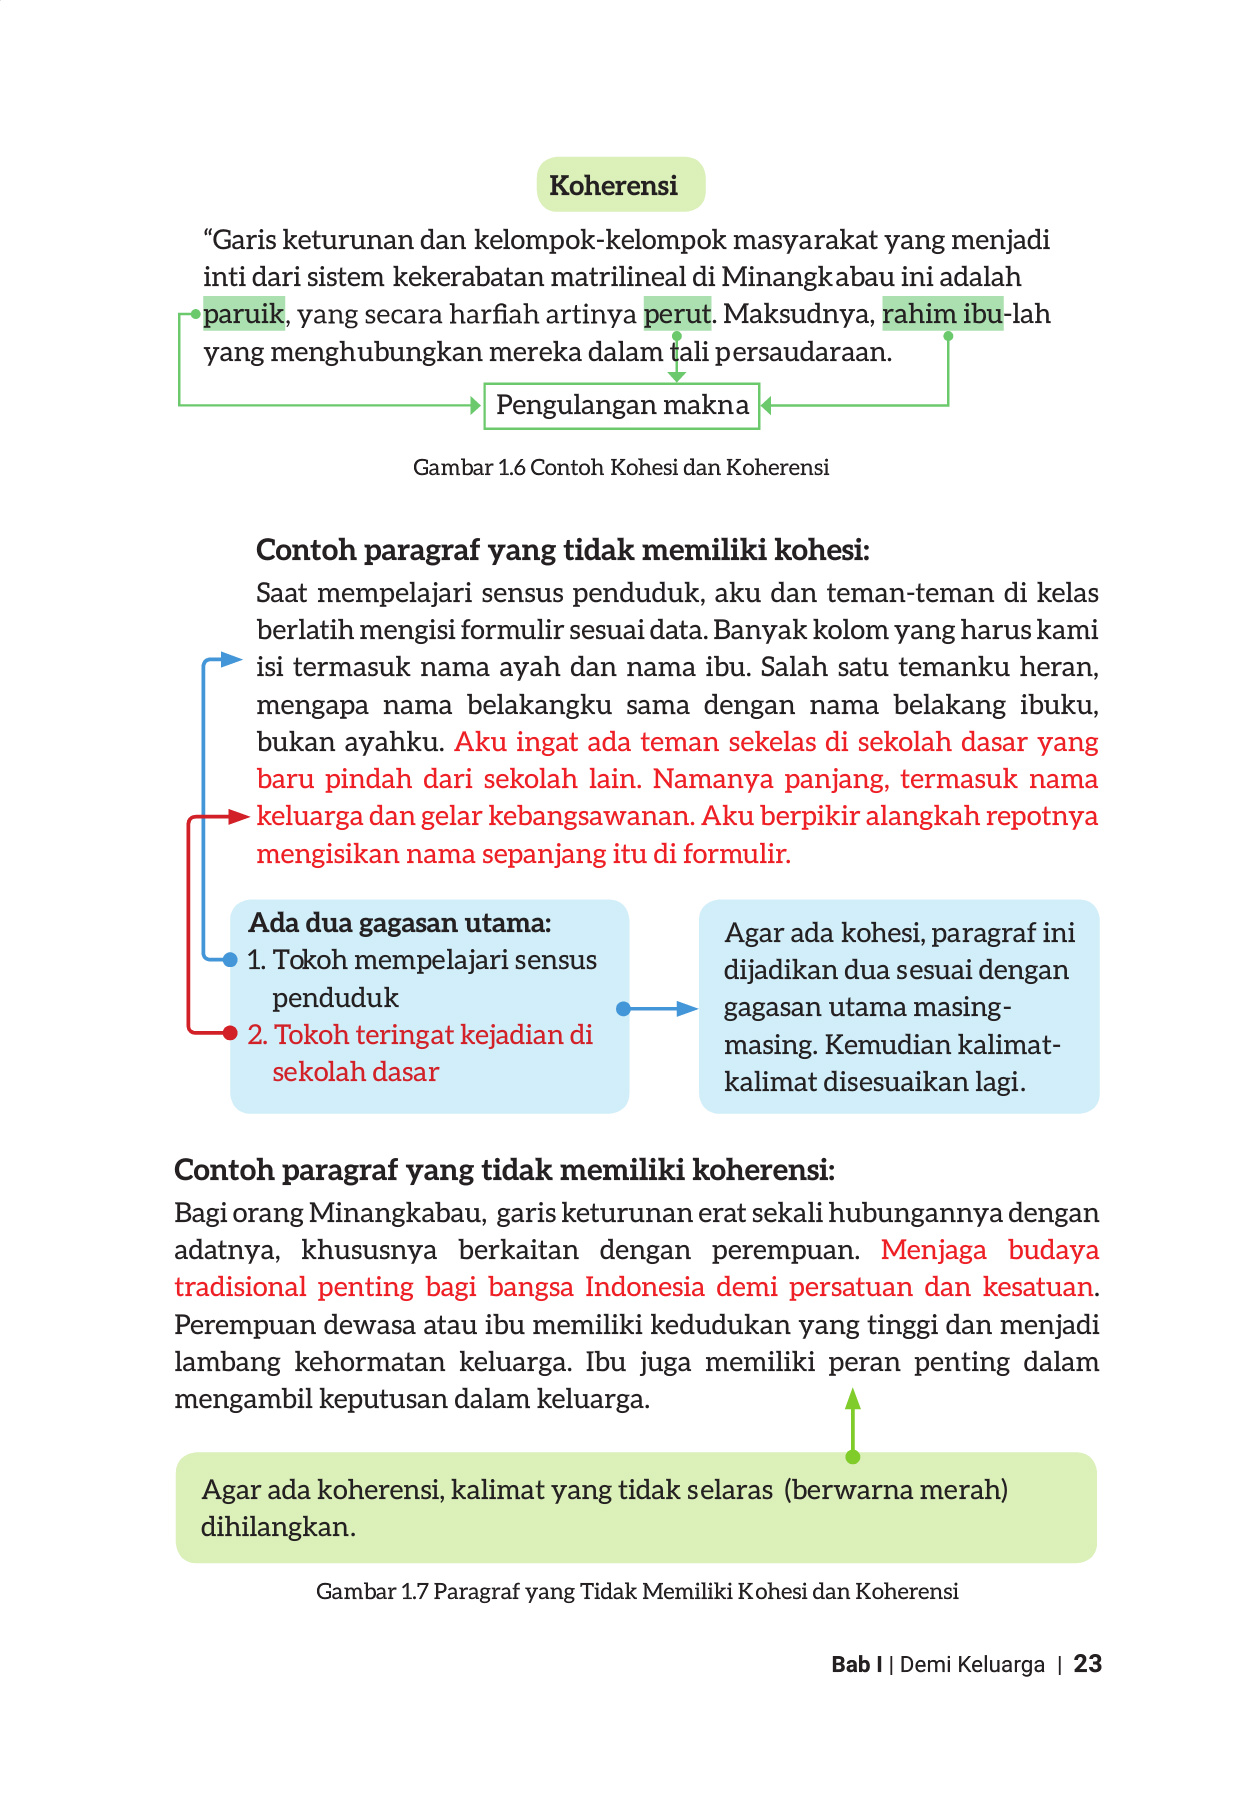 Koherensi
“Garis keturunan dan kelompok-kelompok masyarakat yang menjadi
inti dari sistem kekerabatan matrilineal di Minangkabau ini adalah
paruik, yang secara harfiah artinya perut. Maksudnya, rahim ibu-lah
yang menghubungkan mereka dalam tali persaudaraan.
Pengulangan makna
Gambar 1.6 Contoh Kohesi dan Koherensi
Contoh paragraf yang tidak memiliki kohesi:
Saat mempelajari sensus penduduk, aku dan teman-teman di kelas
berlatih mengisi formulir sesuai data. Banyak kolom yang harus kami
isi termasuk nama ayah dan nama ibu. Salah satu temanku heran,
mengapa nama belakangku sama dengan nama belakang ibuku,
bukan ayahku. Aku ingat ada teman sekelas di sekolah dasar yang
baru pindah dari sekolah lain. Namanya panjang, termasuk nama
keluarga dan gelar kebangsawanan. Aku berpikir alangkah repotnya
mengisikan nama sepanjang itu di formulir.
Ada dua gagasan utama:
1. Tokoh mempelajari sensus
penduduk
2. Tokoh teringat kejadian di
sekolah dasar
Agar ada kohesi, paragraf ini
dijadikan dua sesuai dengan
gagasan utama masing-
masing. Kemudian kalimat-
kalimat disesuaikan lagi.
Contoh paragraf yang tidak memiliki koherensi:
Bagi orang Minangkabau, garis keturunan erat sekali hubungannya dengan
adatnya, khususnya berkaitan dengan perempuan. Menjaga budaya
tradisional penting bagi bangsa Indonesia demi persatuan dan kesatuan.
Perempuan dewasa atau ibu memiliki kedudukan yang tinggi dan menjadi
lambang kehormatan keluarga. Ibu juga memiliki peran penting dalam
mengambil keputusan dalam keluarga.
Agar ada koherensi, kalimat yang tidak selaras (berwarna merah)
dihilangkan.
Gambar 1.7 Paragraf yang Tidak Memiliki Kohesi dan Koherensi
Bab I | Demi Keluarga | 23